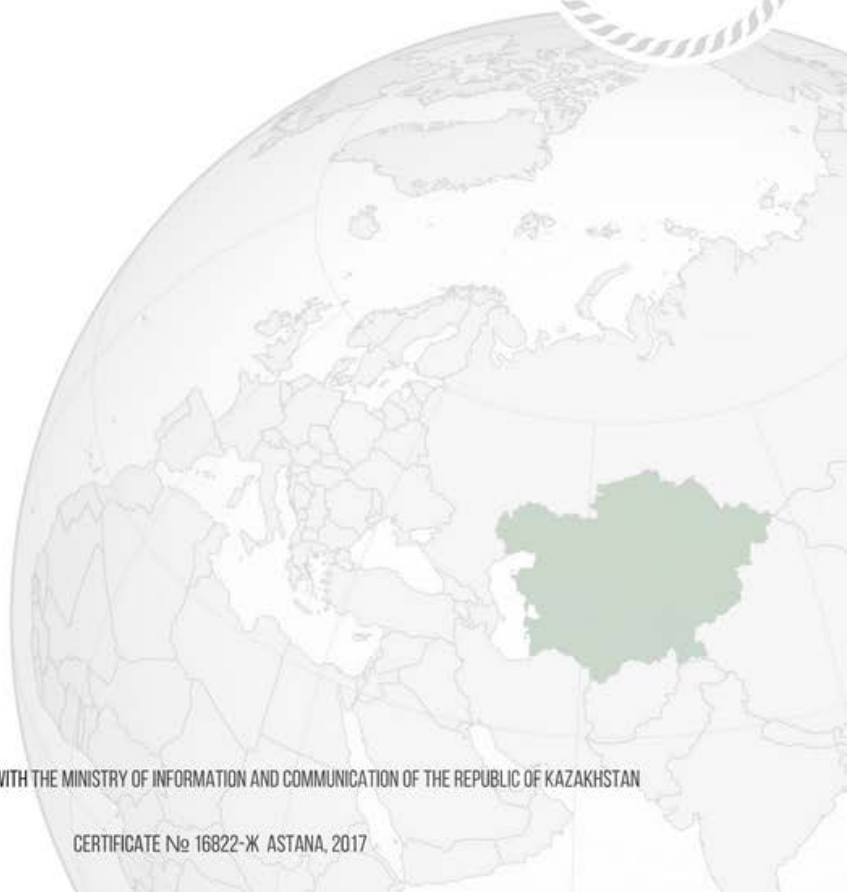 WITH THE MINISTRY OF INFORMATION AND COMMUNICATION OF THE REPUBLIC OF KAZAKHSTAN
CERTIFICATE № 16822-Ж ASTANA, 2017